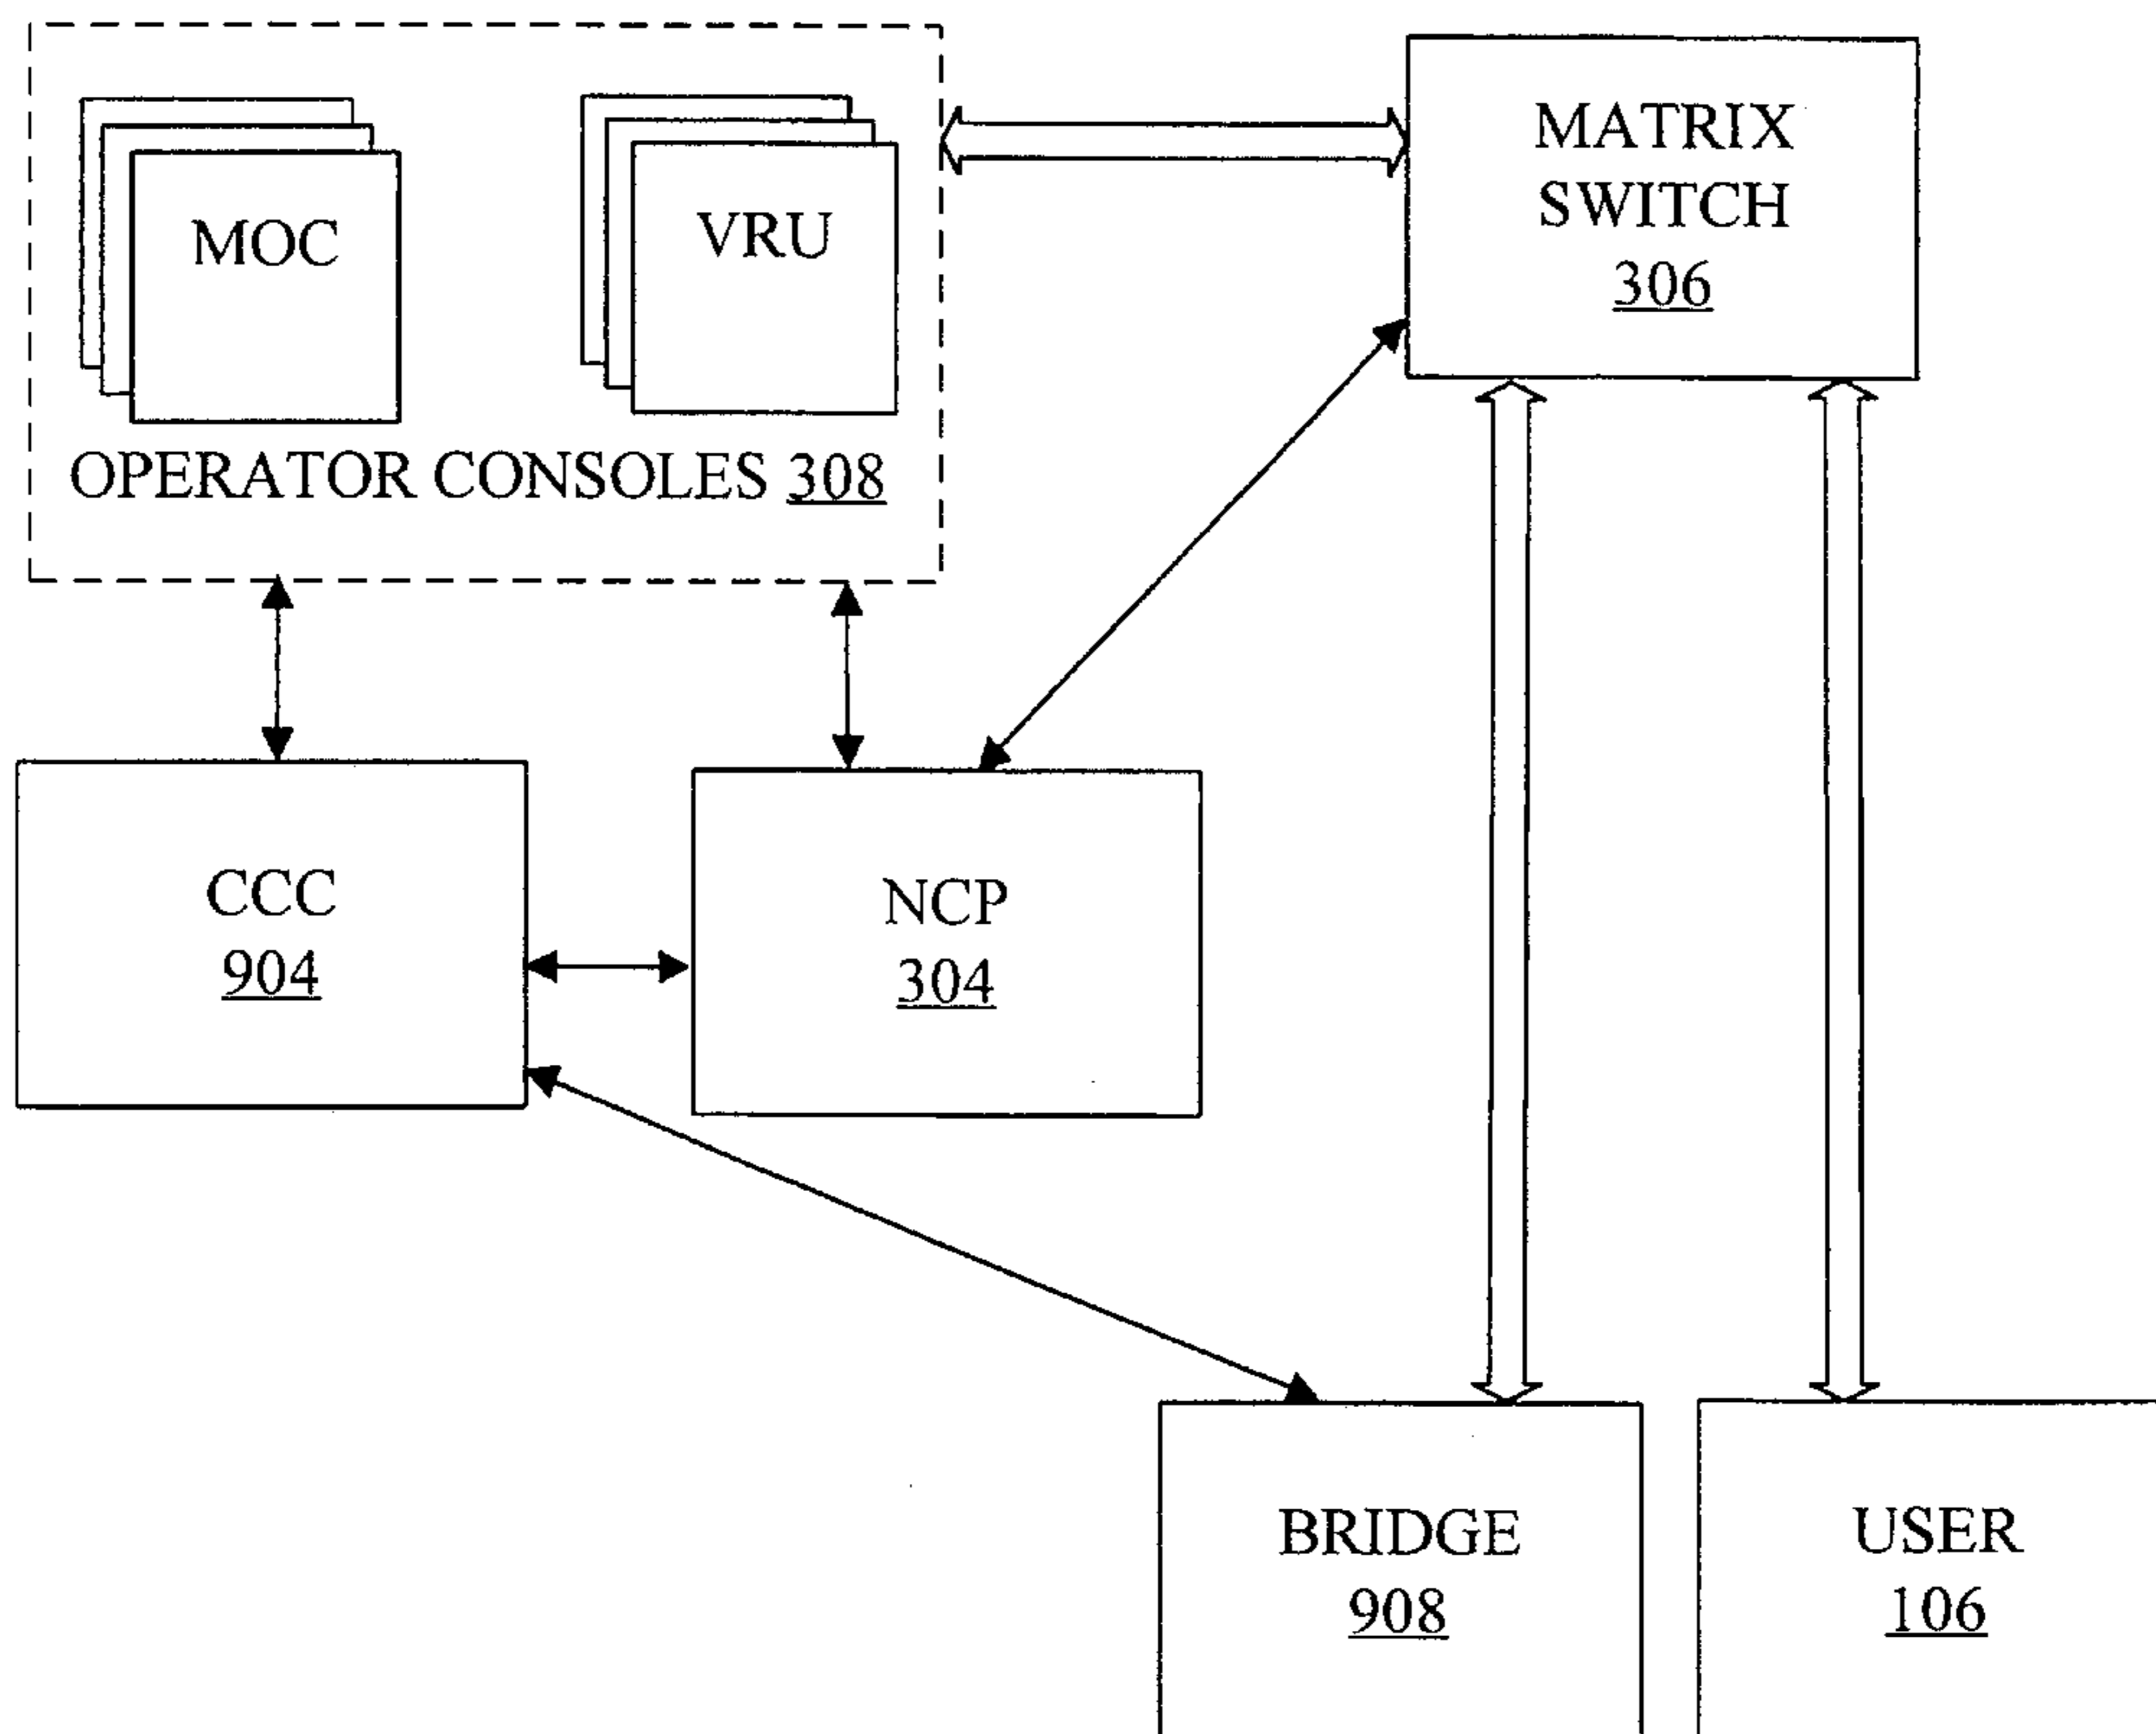 MOC
VRU
OPERATOR CONSOLES 308
MATRIX
SWITCH
306
CCC
904
NCP
304
BRIDGE
908
USER
106